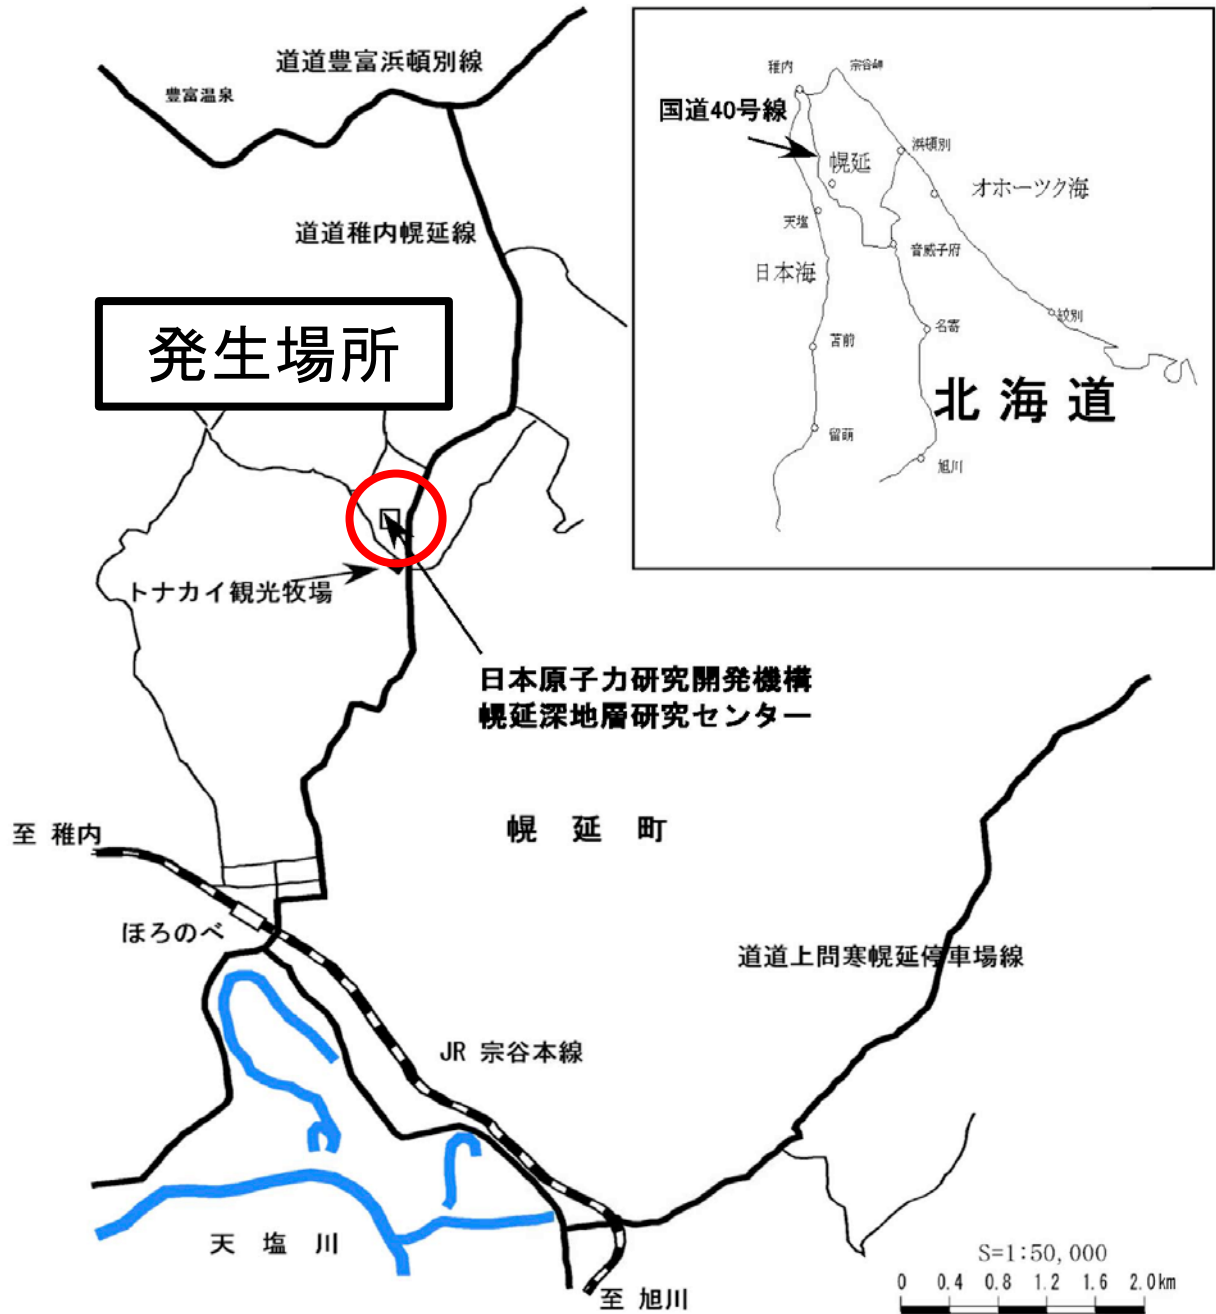 道道豊富浜頓別線
豊富温泉
道道稚内幌延線
発生場所
トナカイ観光牧場
日本原子力研究開発機構
幌延深地層研究センター
幌 延 町
至 稚内
ほろのべ
道道上問寒幌延停車場線
JR 宗谷本線
天 塩 川
至 旭川
S=1:50,000
0 0.4 0.8 1.2 1.6 2.0km
稚内
宗谷岬
国道40号線
浜頓別
幌延
オホーツク海
天塩
音威子府
日本海
紋別
名寄
苫前
北海道
留萌
旭川